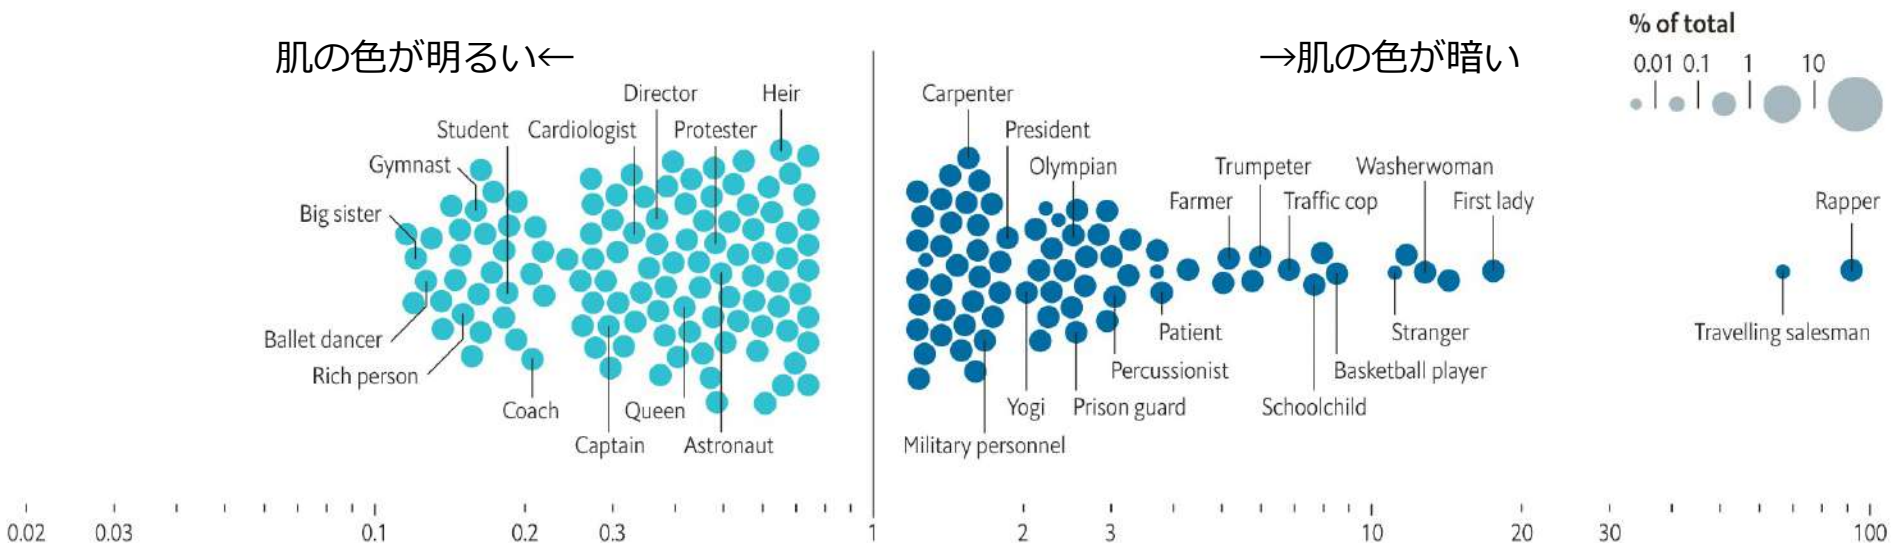 % of total
0.01 0.1 1 10
肌の色が明るい←
→肌の色が暗い
Director
Heir
Student
Cardiologist
Protester
Gymnast
Big sister
Ballet dancer
Rich person
Coach
Captain
Queen
Astronaut
Carpenter
President
Olympian
Trumpeter
Washerwoman
Farmer
Traffic cop
First lady
Rapper
Patient
Stranger
Travelling salesman
Percussionist
Basketball player
Yogi
Prison guard
Schoolchild
Military personnel
0.02 0.03 0.1 0.2 0.3 1 2 3 10 20 30 100